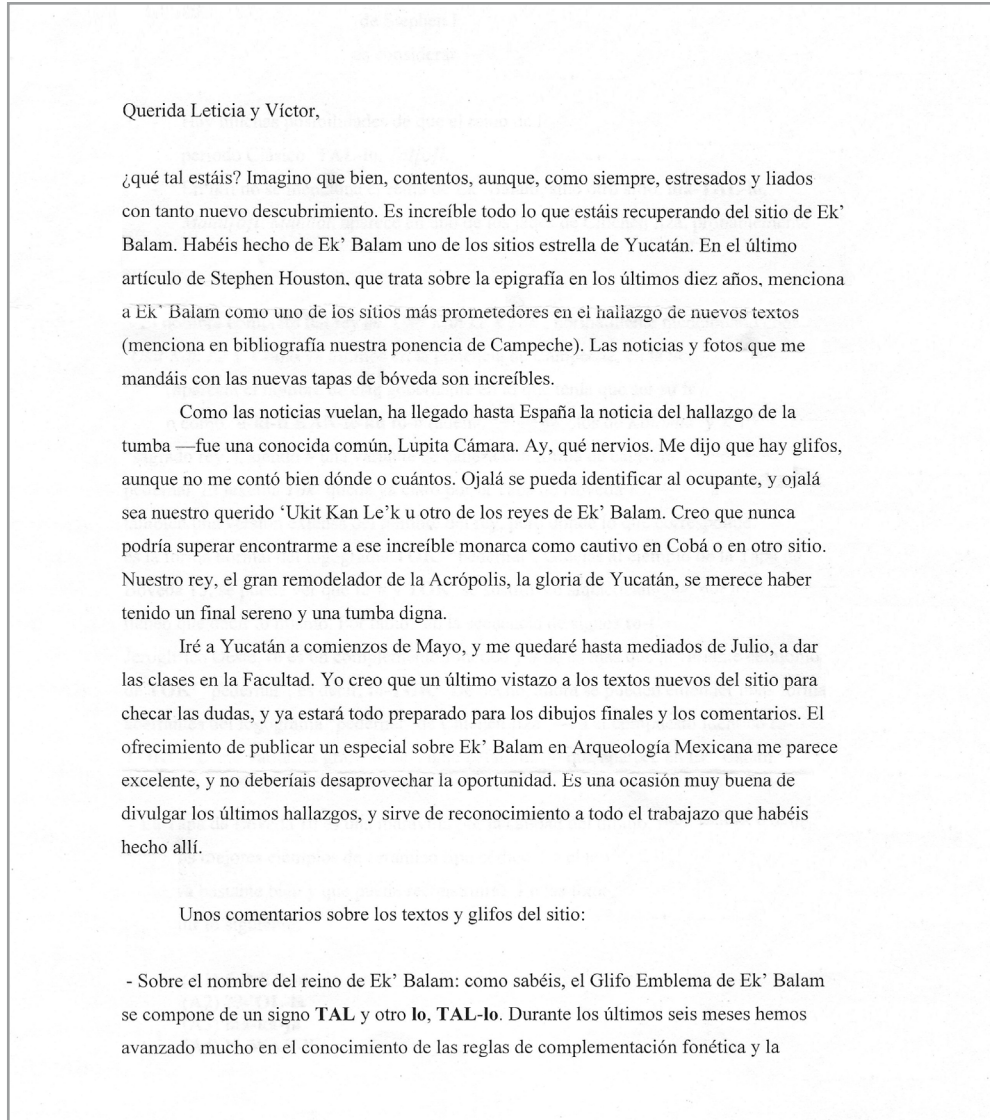 Querida Leticia y Víctor,
¿qué tal estáis? Imagino que bien, contentos, aunque, como siempre, estresados y liados
con tanto nuevo descubrimiento. Es increíble todo lo que estáis recuperando del sitio de Ek’
Balam. Habéis hecho de Ek’ Balam uno de los sitios estrella de Yucatán. En el último
artículo de Stephen Houston, que trata sobre la epigrafía en los últimos diez años, menciona
a Ek’ Balam como uno de los sitios más prometedores en el hallazgo de nuevos textos
(menciona en bibliografía nuestra ponencia de Campeche). Las noticias y fotos que me
mandáis con las nuevas tapas de bóveda son increíbles.
Como las noticias vuelan, ha llegado hasta España la noticia del hallazgo de la
tumba —fue una conocida común, Lupita Cámara. Ay, qué nervios. Me dijo que hay glifos,
aunque no me contó bien dónde o cuántos. Ojalá se pueda identificar al ocupante, y ojalá
sea nuestro querido ‘Ukit Kan Le’k u otro de los reyes de Ek’ Balam. Creo que nunca
podría superar encontrarme a ese increíble monarca como cautivo en Cobá o en otro sitio.
Nuestro rey, el gran remodelador de la Acrópolis, la gloria de Yucatán, se merece haber
tenido un final sereno y una tumba digna.
Iré a Yucatán a comienzos de Mayo, y me quedaré hasta mediados de Julio, a dar
las clases en la Facultad. Yo creo que un último vistazo a los textos nuevos del sitio para
checar las dudas, y ya estará todo preparado para los dibujos finales y los comentarios. El
ofrecimiento de publicar un especial sobre Ek’ Balam en Arqueología Mexicana me parece
excelente, y no deberíais desaprovechar la oportunidad. Es una ocasión muy buena de
divulgar los últimos hallazgos, y sirve de reconocimiento a todo el trabajazo que habéis
hecho allí.
Unos comentarios sobre los textos y glifos del sitio:
- Sobre el nombre del reino de Ek’ Balam: como sabéis, el Glifo Emblema de Ek’ Balam
se compone de un signo TAL y otro lo, TAL-lo. Durante los últimos seis meses hemos
avanzado mucho en el conocimiento de las reglas de complementación fonética y la